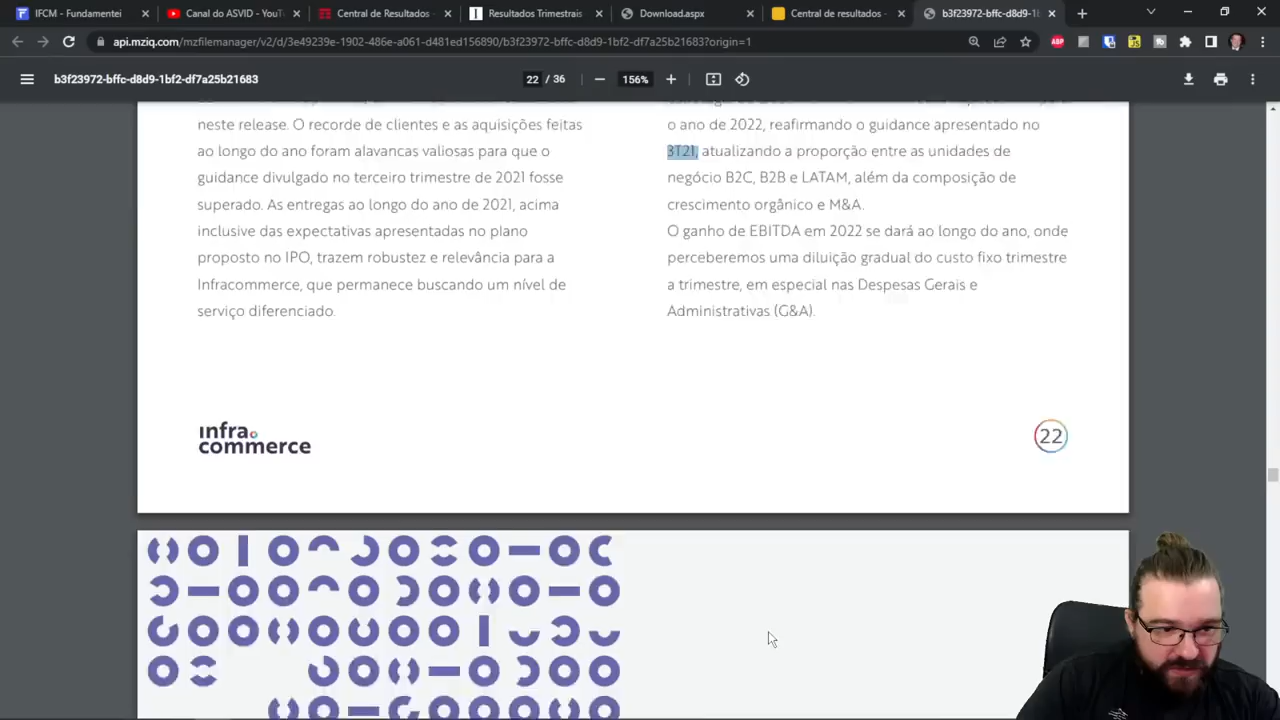 IFCM - Fundamentei
Canal do ASVID - YouT
Central de Resultados -
Resultados Trimestrais
Download.aspx
Central de resultados -
b3f23972-bffc-d8d9-1b
api.mziq.com/mzfilemanager/v2/d/3e49239e-1902-486e-a061-d481ed156890/b3f23972-bffc-d8d9-1bf2-df7a25b21683?origin=1
b3f23972-bffc-d8d9-1bf2-df7a25b21683
22 / 36
156%
neste release. O recorde de clientes e as aquisições feitas
ao longo do ano foram alavancas valiosas para que o
guidance divulgado no terceiro trimestre de 2021 fosse
superado. As entregas ao longo do ano de 2021, acima
inclusive das expectativas apresentadas no plano
proposto no IPO, trazem robustez e relevância para a
Infracommerce, que permanece buscando um nível de
serviço diferenciado.
o ano de 2022, reafirmando o guidance apresentado no
3T21, atualizando a proporção entre as unidades de
negócio B2C, B2B e LATAM, além da composição de
crescimento orgânico e M&A.
O ganho de EBITDA em 2022 se dará ao longo do ano, onde
perceberemos uma diluição gradual do custo fixo trimestre
a trimestre, em especial nas Despesas Gerais e
Administrativas (G&A).
infra.
commerce
22